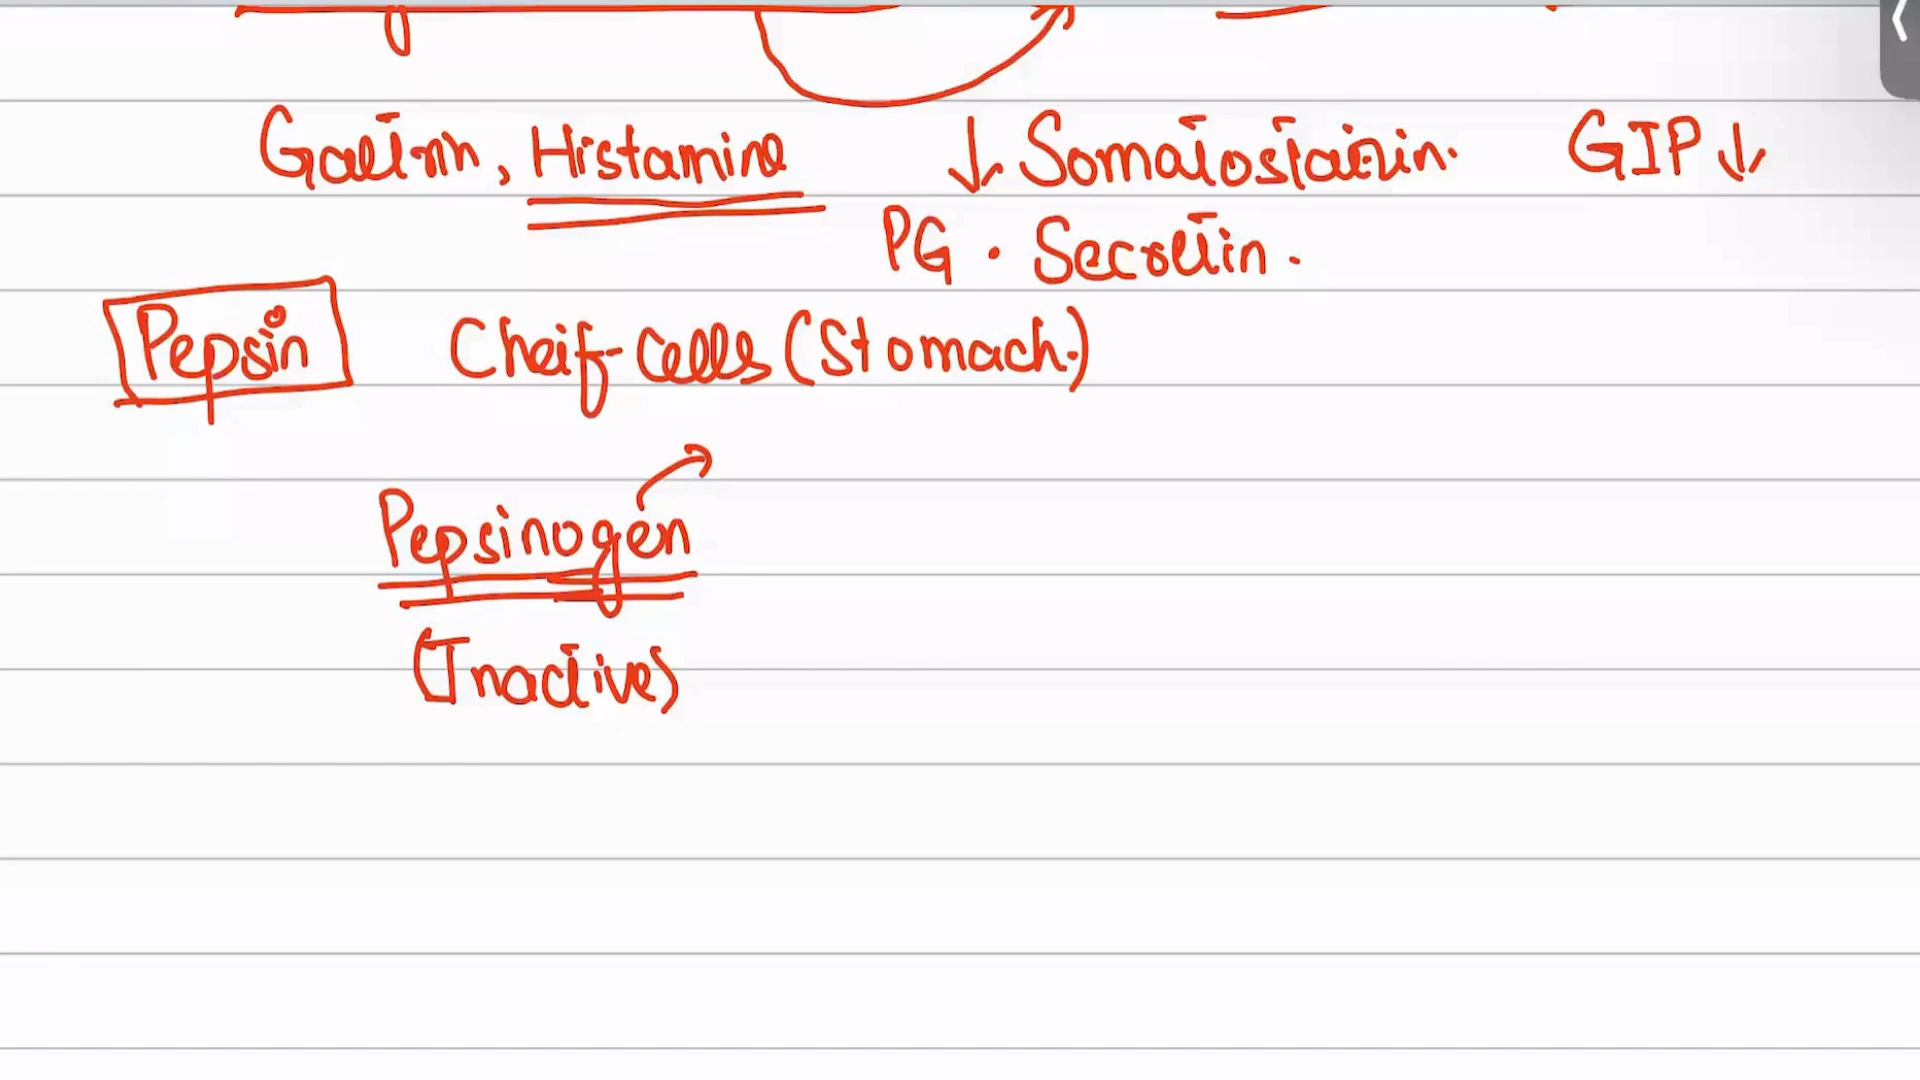 Gastrin, Histamine ↓ Somatostatin. GIP ↓
PG . Secretin.
Pepsin Cheif cells (Stomach.)
Pepsinogen
(Inactive)